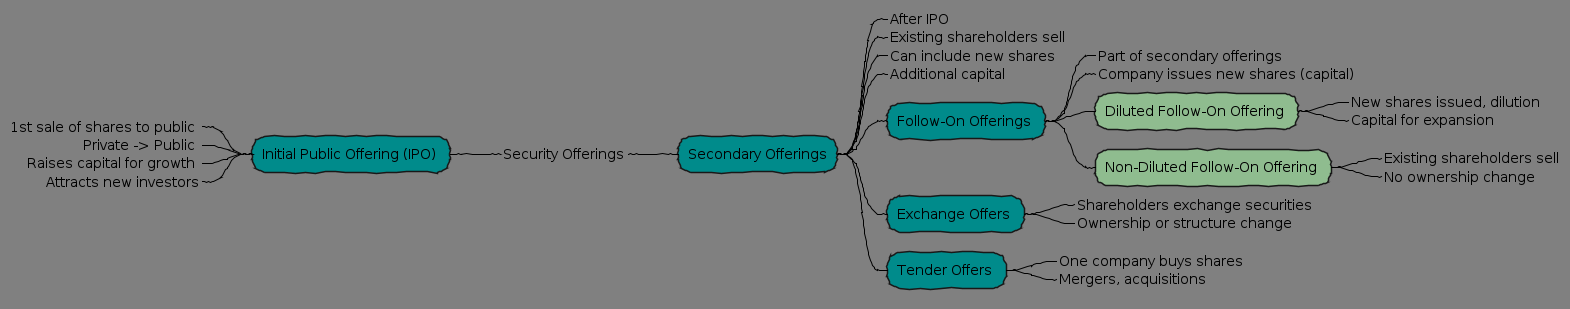 1st sale of shares to public
Private -> Public
Raises capital for growth
Attracts new investors
Initial Public Offering (IPO)
Security Offerings
Secondary Offerings
After IPO
Existing shareholders sell
Can include new shares
Additional capital
Follow-On Offerings
Part of secondary offerings
Company issues new shares (capital)
Diluted Follow-On Offering
New shares issued, dilution
Capital for expansion
Non-Diluted Follow-On Offering
Existing shareholders sell
No ownership change
Exchange Offers
Shareholders exchange securities
Ownership or structure change
Tender Offers
One company buys shares
Mergers, acquisitions